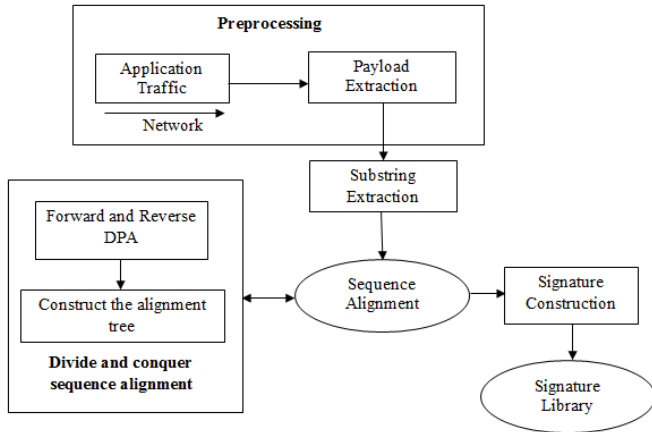 Preprocessing
Application
Traffic
Payload
Extraction
Network
Substring
Extraction
Forward and Reverse
DPA
Construct the alignment
tree
Divide and conquer
sequence alignment
Sequence
Alignment
Signature
Construction
Signature
Library